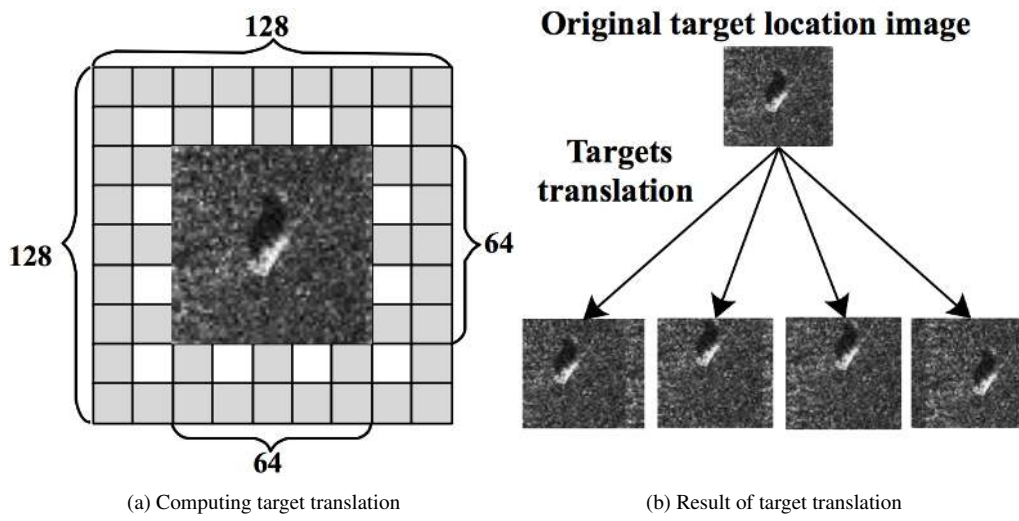 128
128
64
64
(a) Computing target translation
Original target location image
Targets
translation
(b) Result of target translation